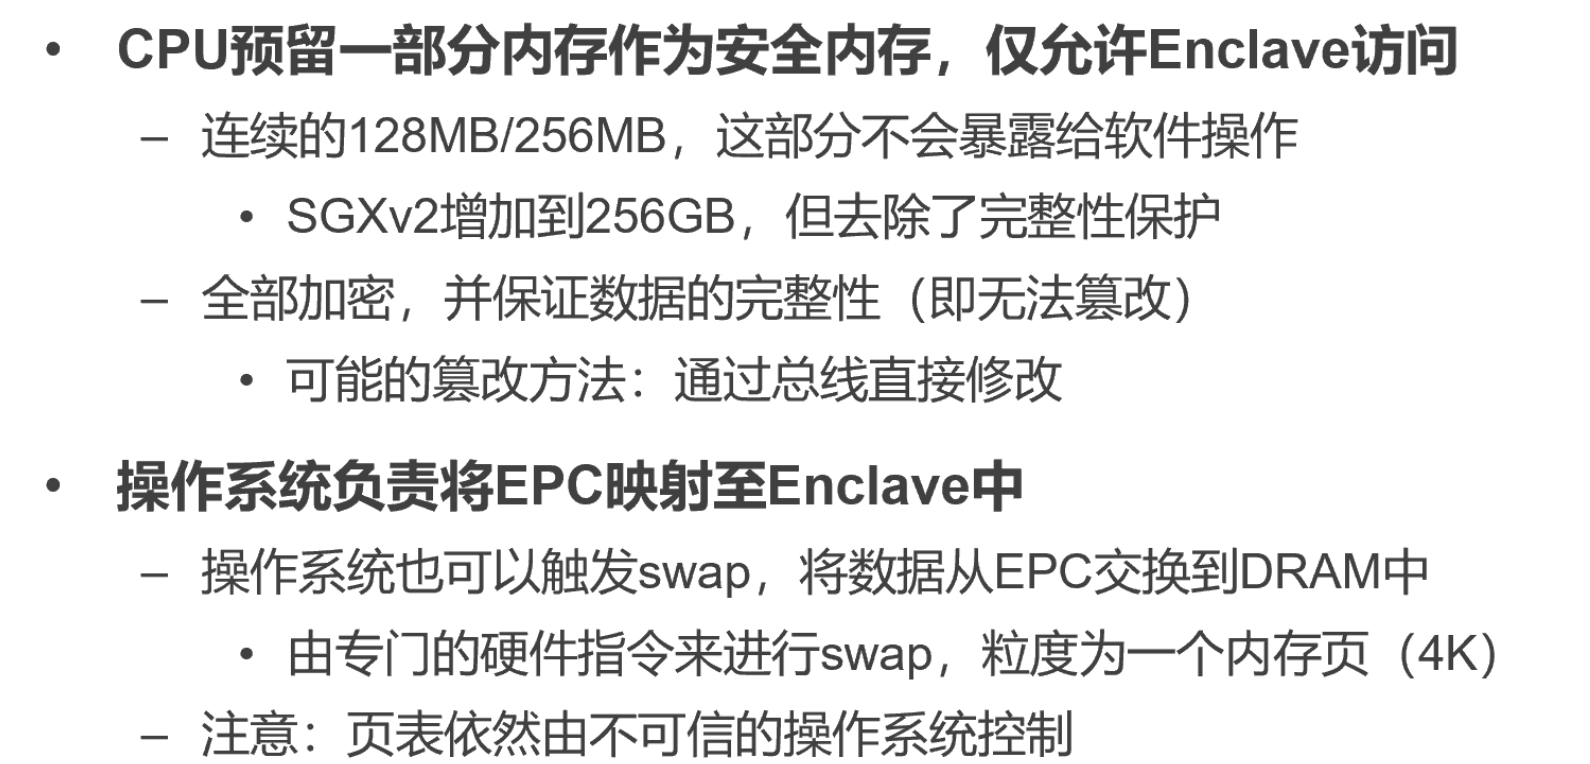 • CPU预留一部分内存作为安全内存，仅允许Enclave访问
– 连续的128MB/256MB，这部分不会暴露给软件操作
• SGXv2增加到256GB，但去除了完整性保护
– 全部加密，并保证数据的完整性（即无法篡改）
• 可能的篡改方法：通过总线直接修改
• 操作系统负责将EPC映射至Enclave中
– 操作系统也可以触发swap，将数据从EPC交换到DRAM中
• 由专门的硬件指令来进行swap，粒度为一个内存页（4K）
– 注意：页表依然由不可信的操作系统控制